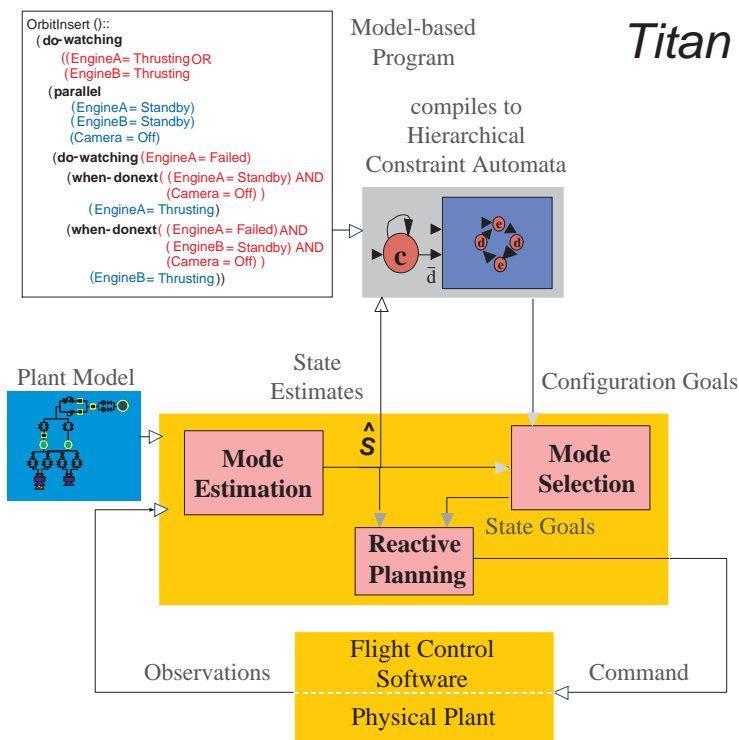 OrbitInsert ()::
(do-watching
((EngineA= Thrusting OR
(EngineB= Thrusting
(parallel
(EngineA= Standby)
(EngineB= Standby)
(Camera = Off)
(do-watching (EngineA= Failed)
(when-donext( (EngineA= Standby) AND
(Camera = Off) )
(EngineA= Thrusting)
(when-donext( (EngineA= Failed) AND
(EngineB= Standby) AND
(Camera = Off) )
(EngineB= Thrusting))
Model-based
Program
Titan
compiles to
Hierarchical
Constraint Automata
c
d̄
e
d
d
e
State
Estimates
Configuration Goals
Plant Model
Mode
Estimation
Ŝ
Mode
Selection
State Goals
Reactive
Planning
Observations
Flight Control
Software
Command
Physical Plant